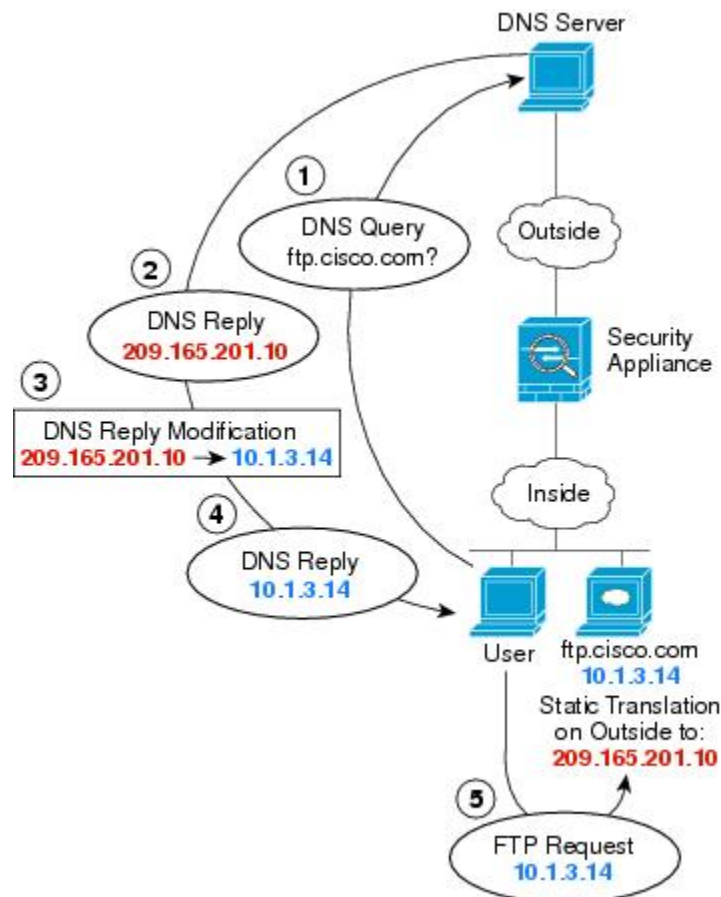 DNS Server
1
DNS Query
ftp.cisco.com?
Outside
2
DNS Reply
209.165.201.10
Security
Appliance
3
DNS Reply Modification
209.165.201.10 → 10.1.3.14
Inside
4
DNS Reply
10.1.3.14
User
ftp.cisco.com
10.1.3.14
Static Translation
on Outside to:
209.165.201.10
5
FTP Request
10.1.3.14